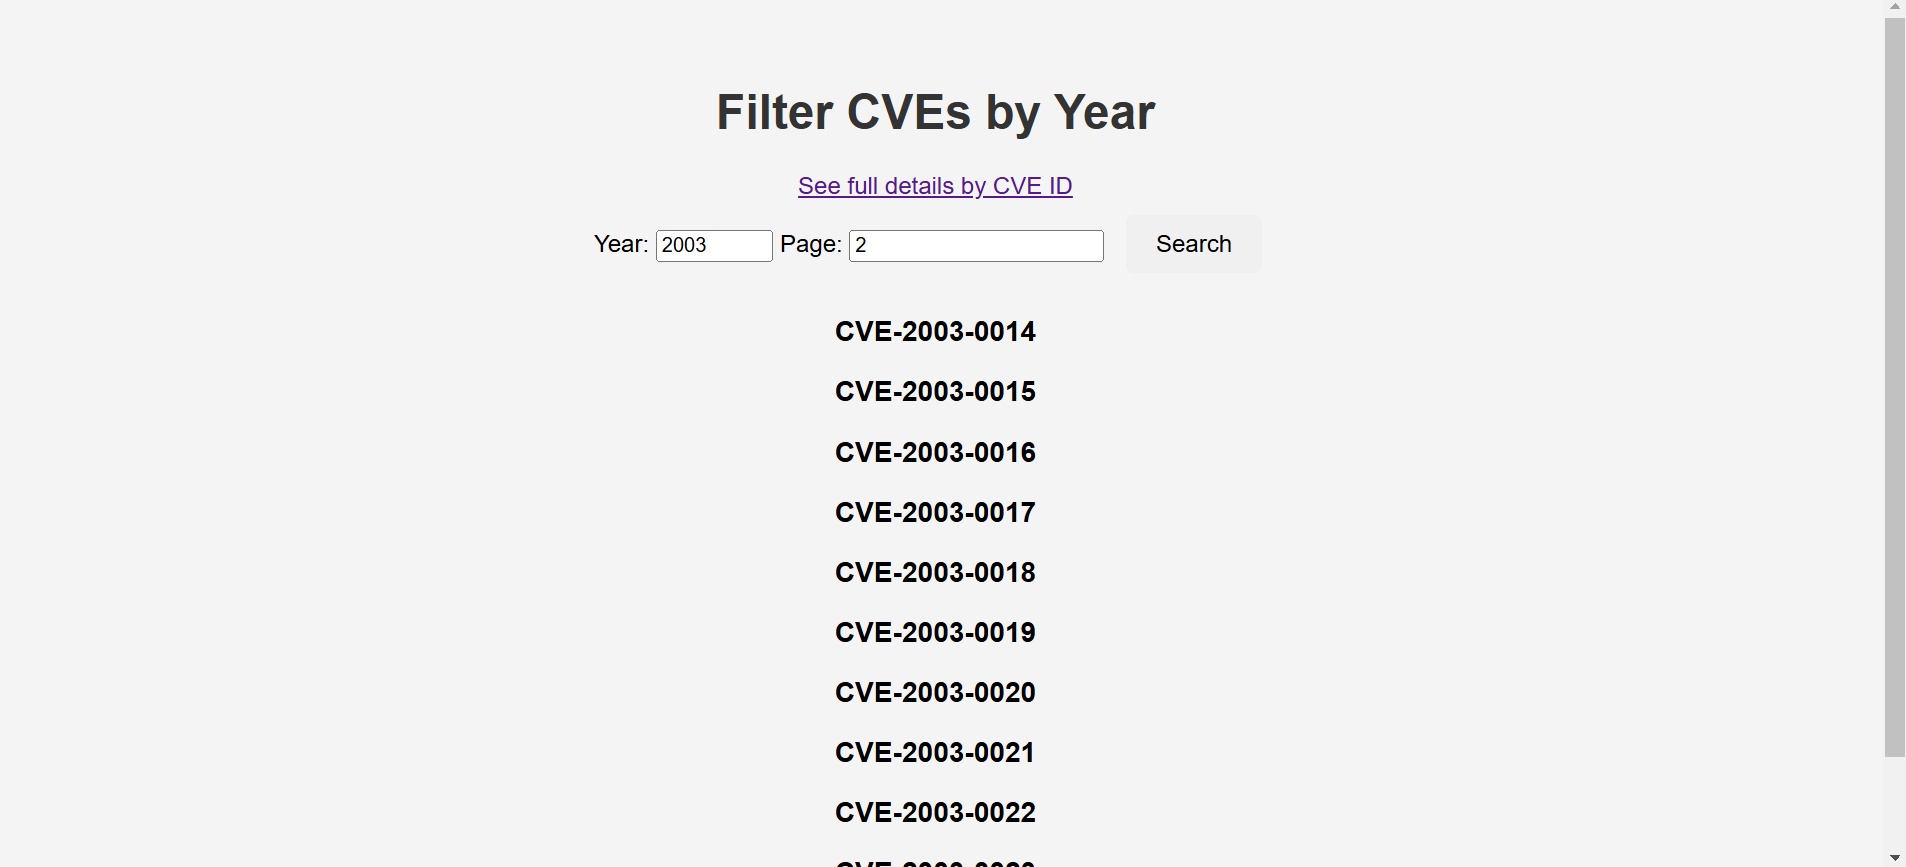 Filter CVEs by Year
See full details by CVE ID
Year: 2003 Page: 2 Search
CVE-2003-0014
CVE-2003-0015
CVE-2003-0016
CVE-2003-0017
CVE-2003-0018
CVE-2003-0019
CVE-2003-0020
CVE-2003-0021
CVE-2003-0022